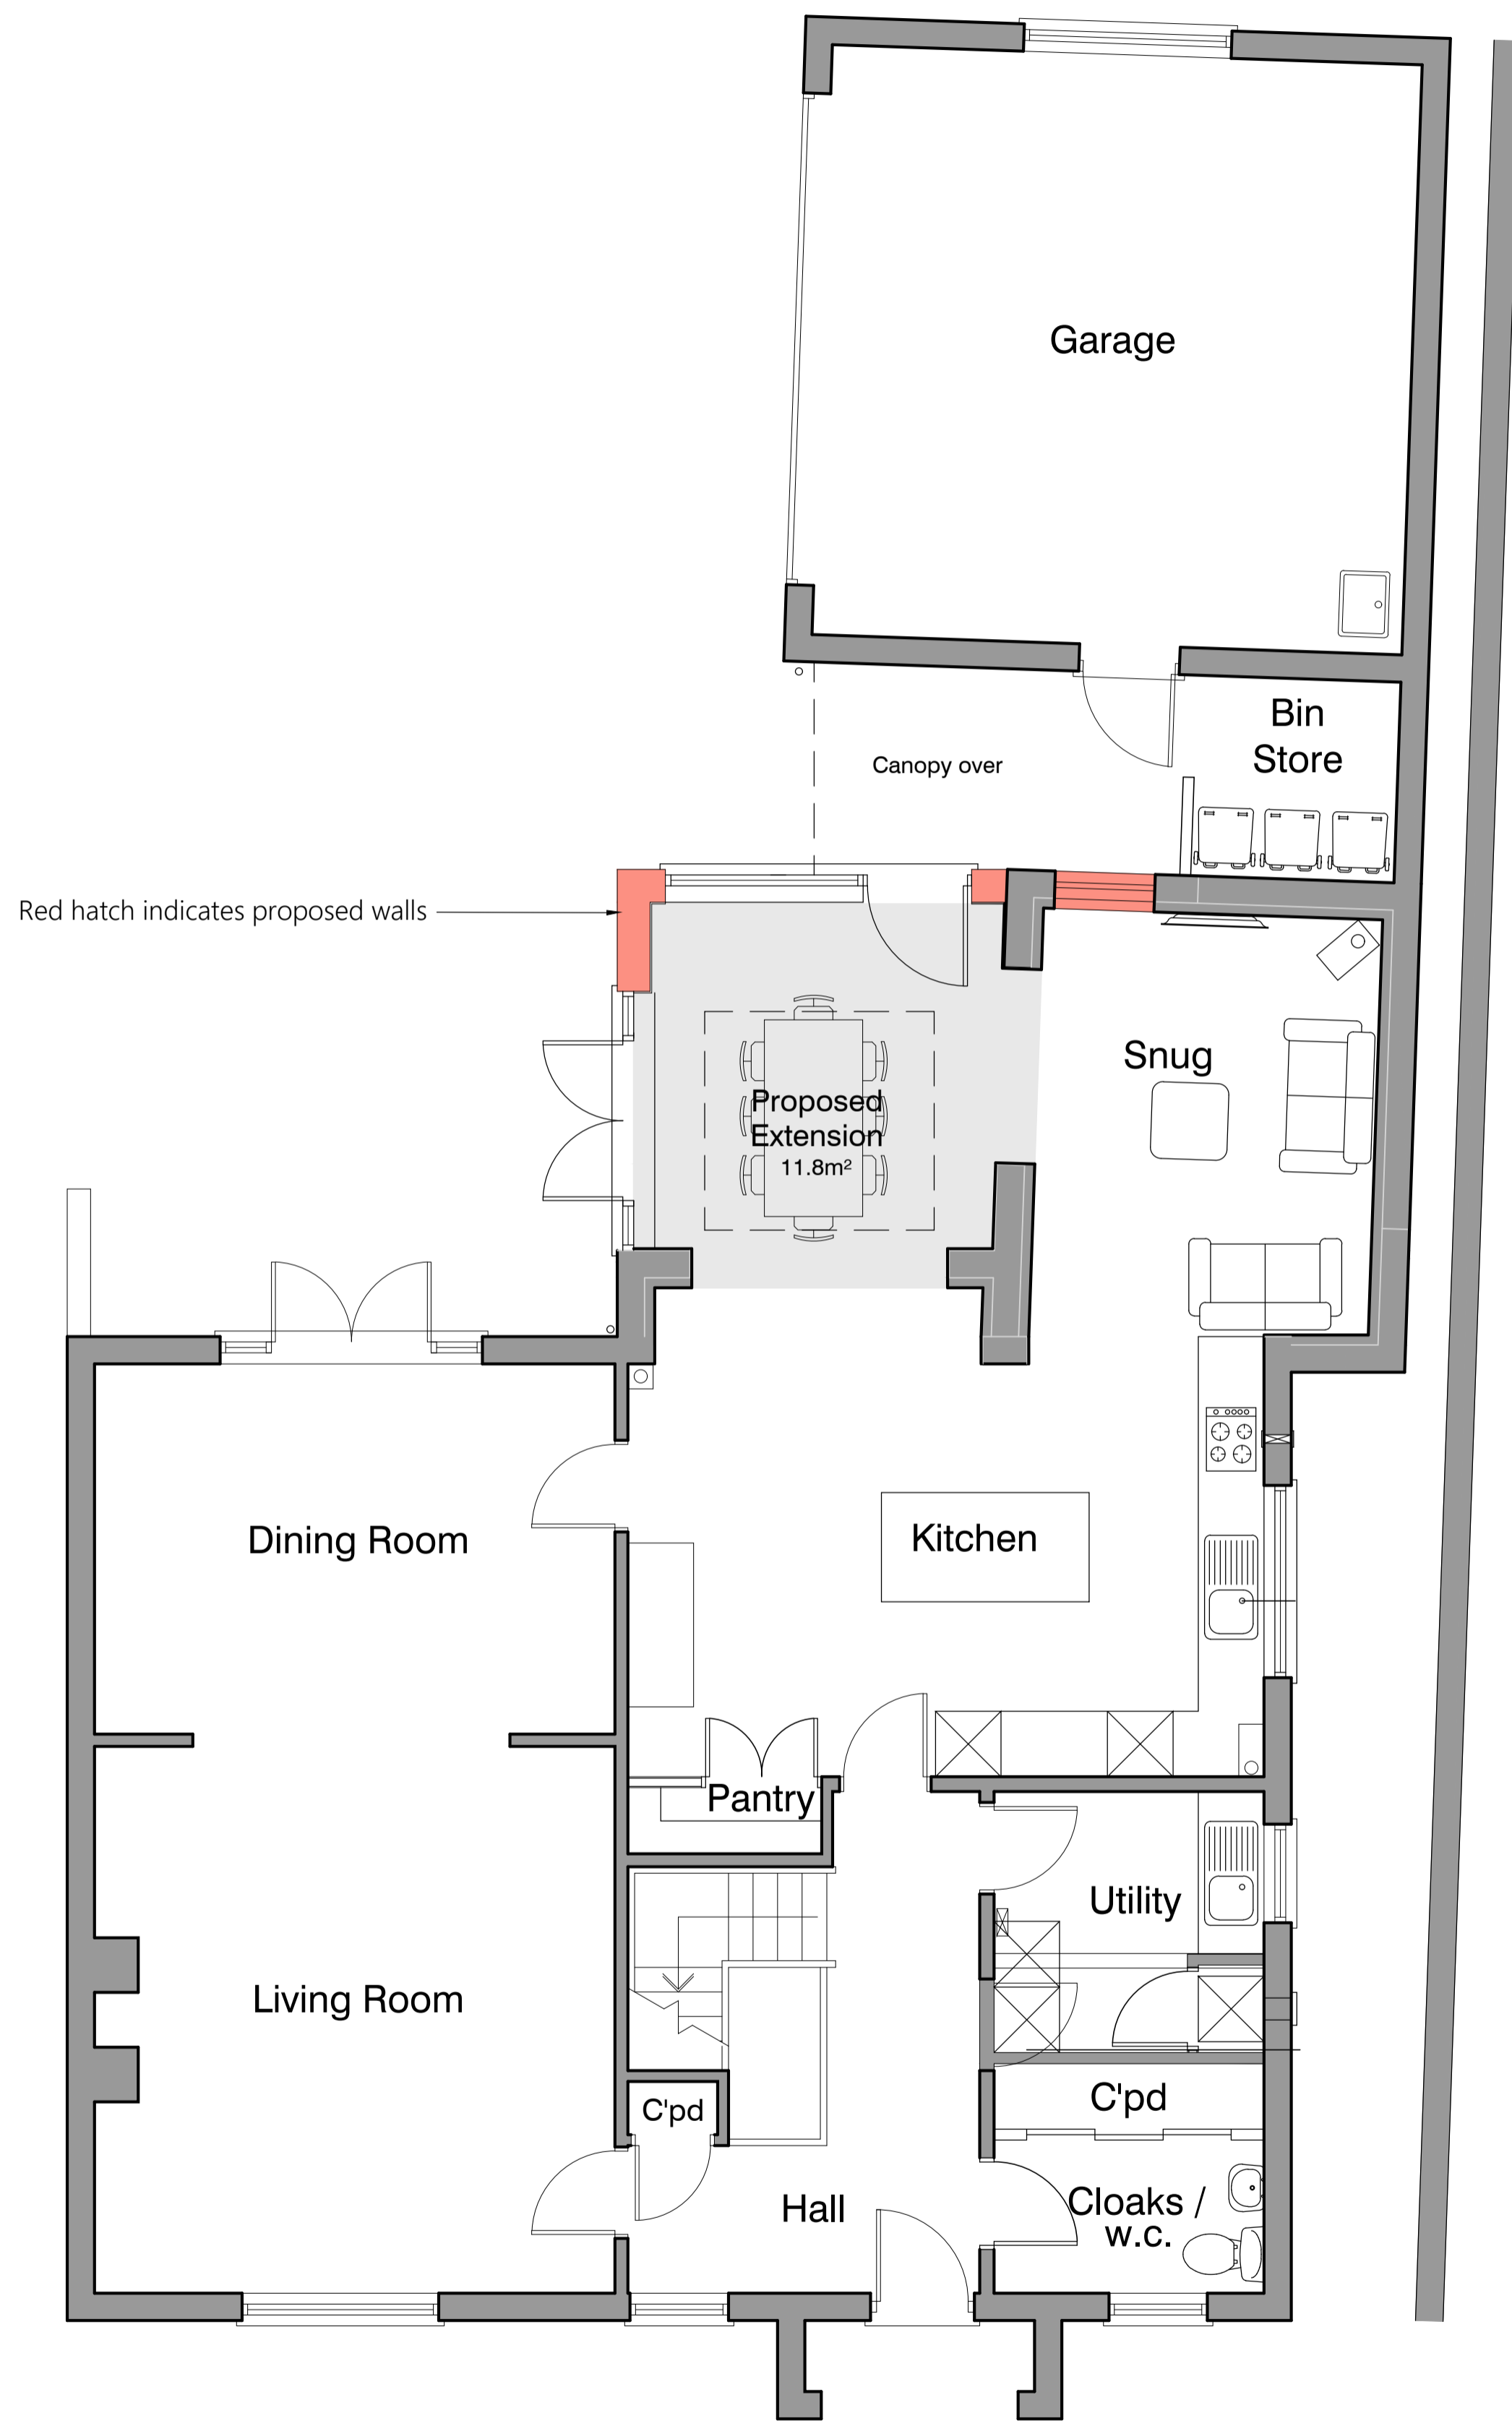 Garage
Bin
Store
Canopy over
Red hatch indicates proposed walls
Snug
Proposed
Extension
11.8m²
Dining Room
Kitchen
Pantry
Utility
Living Room
C'pd
C'pd
Hall
Cloaks /
w.c.